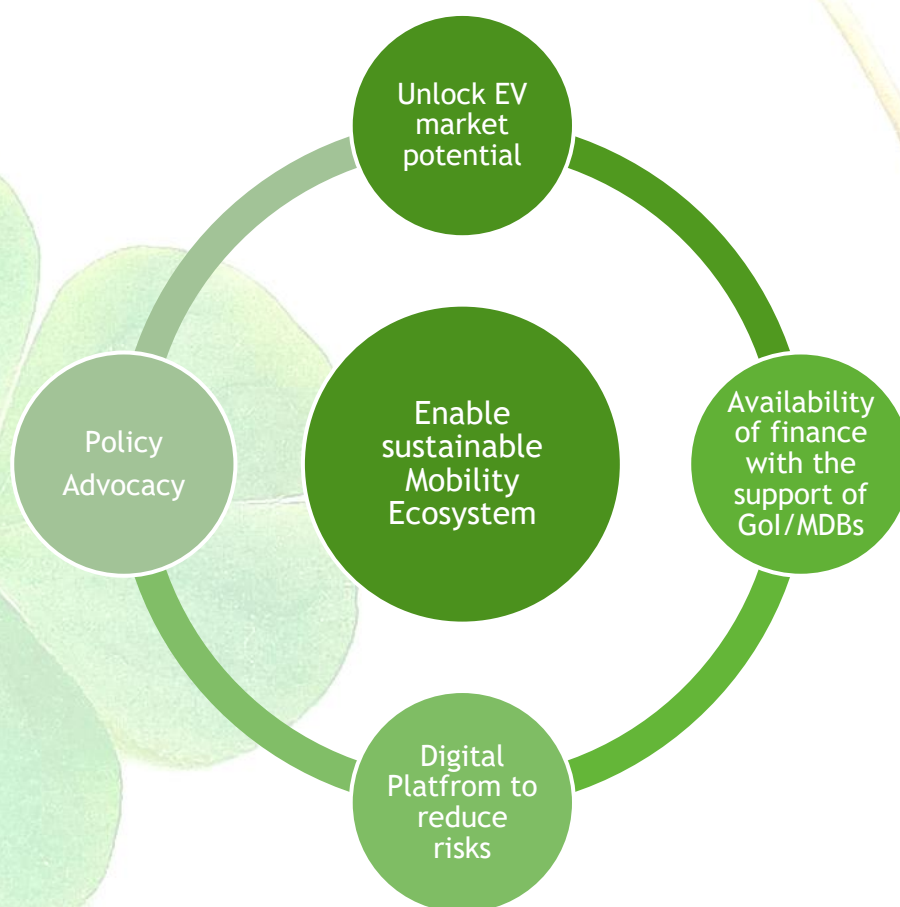 Unlock EV
market
potential
Availability
of finance
with the
support of
GoI/MDBs
Digital
Platfrom to
reduce
risks
Policy
Advocacy
Enable
sustainable
Mobility
Ecosystem